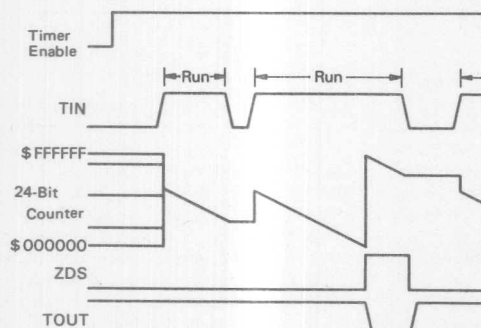 Timer
Enable
Run
Run
TIN
$FFFFFF
24-Bit
Counter
$000000
ZDS
TOUT